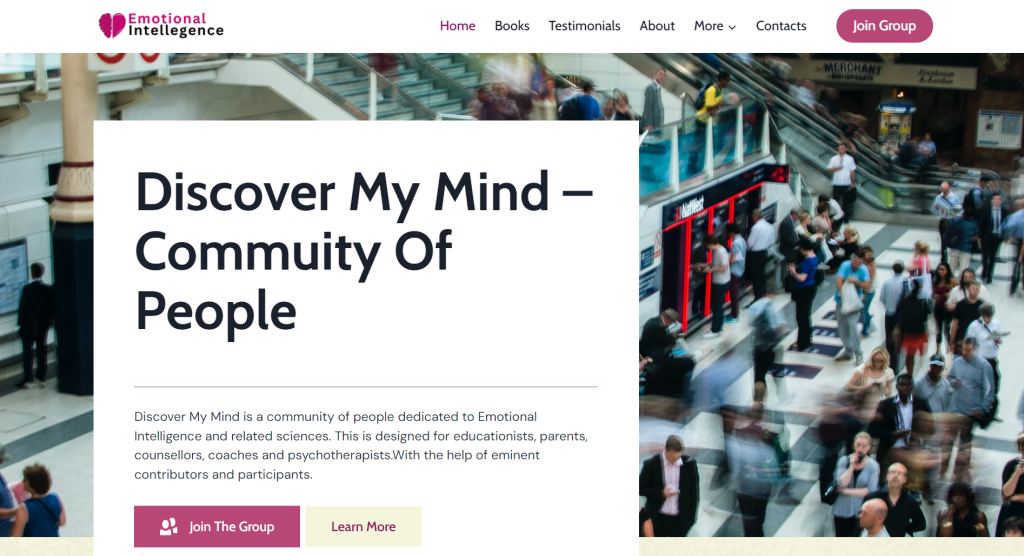 Emotional
Intellegence
Home Books Testimonials About More Contacts Join Group
MERCHANT
NatWest
Discover My Mind –
Commuity Of
People
Discover My Mind is a community of people dedicated to Emotional
Intelligence and related sciences. This is designed for educationists, parents,
counsellors, coaches and psychotherapists.With the help of eminent
contributors and participants.
Join The Group Learn More